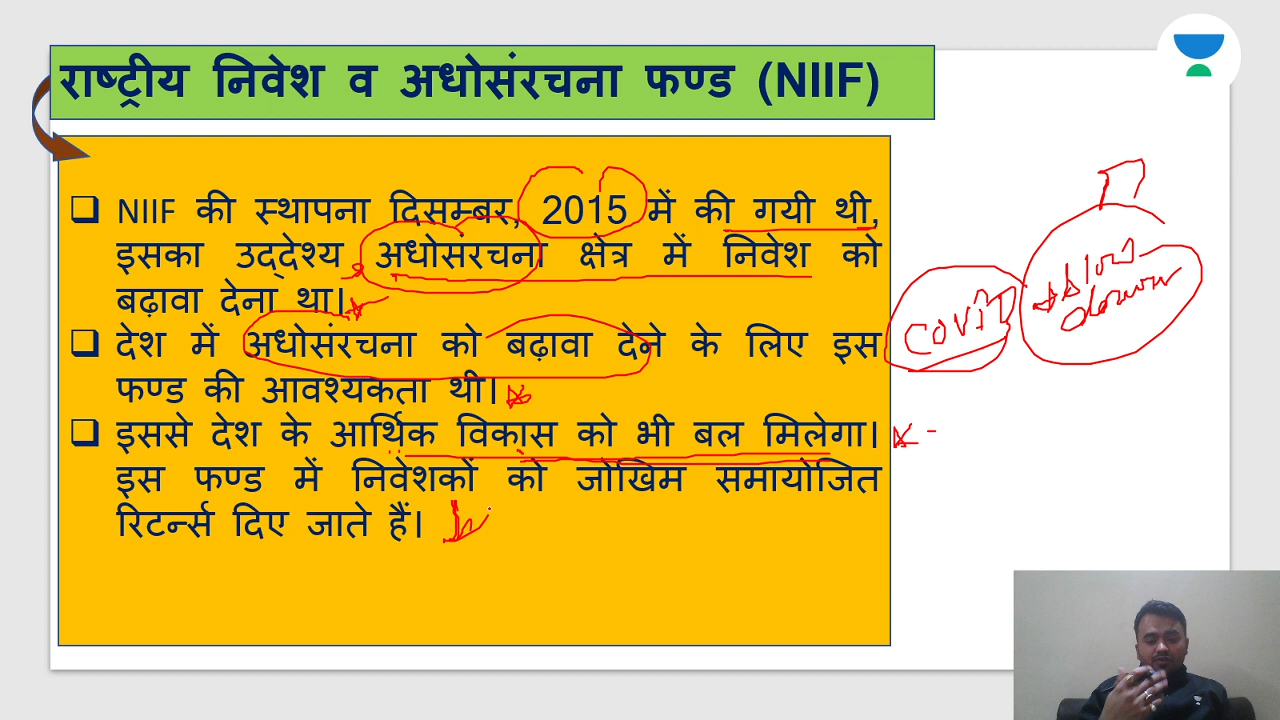 राष्ट्रीय निवेश व अधोसंरचना फण्ड (NIIF)
❑ NIIF की स्थापना दिसम्बर, 2015 में की गयी थी,
इसका उद्देश्य अधोसरचना क्षेत्र में निवेश को
बढ़ावा देना था।
❑ देश में अधोसंरचना को बढ़ावा देने के लिए इस
फण्ड की आवश्यकता थी।
❑ इससे देश के आर्थिक विकास को भी बल मिलेगा।
इस फण्ड में निवेशकों को जोखिम समायोजित
रिटर्न्स दिए जाते हैं।
COVID